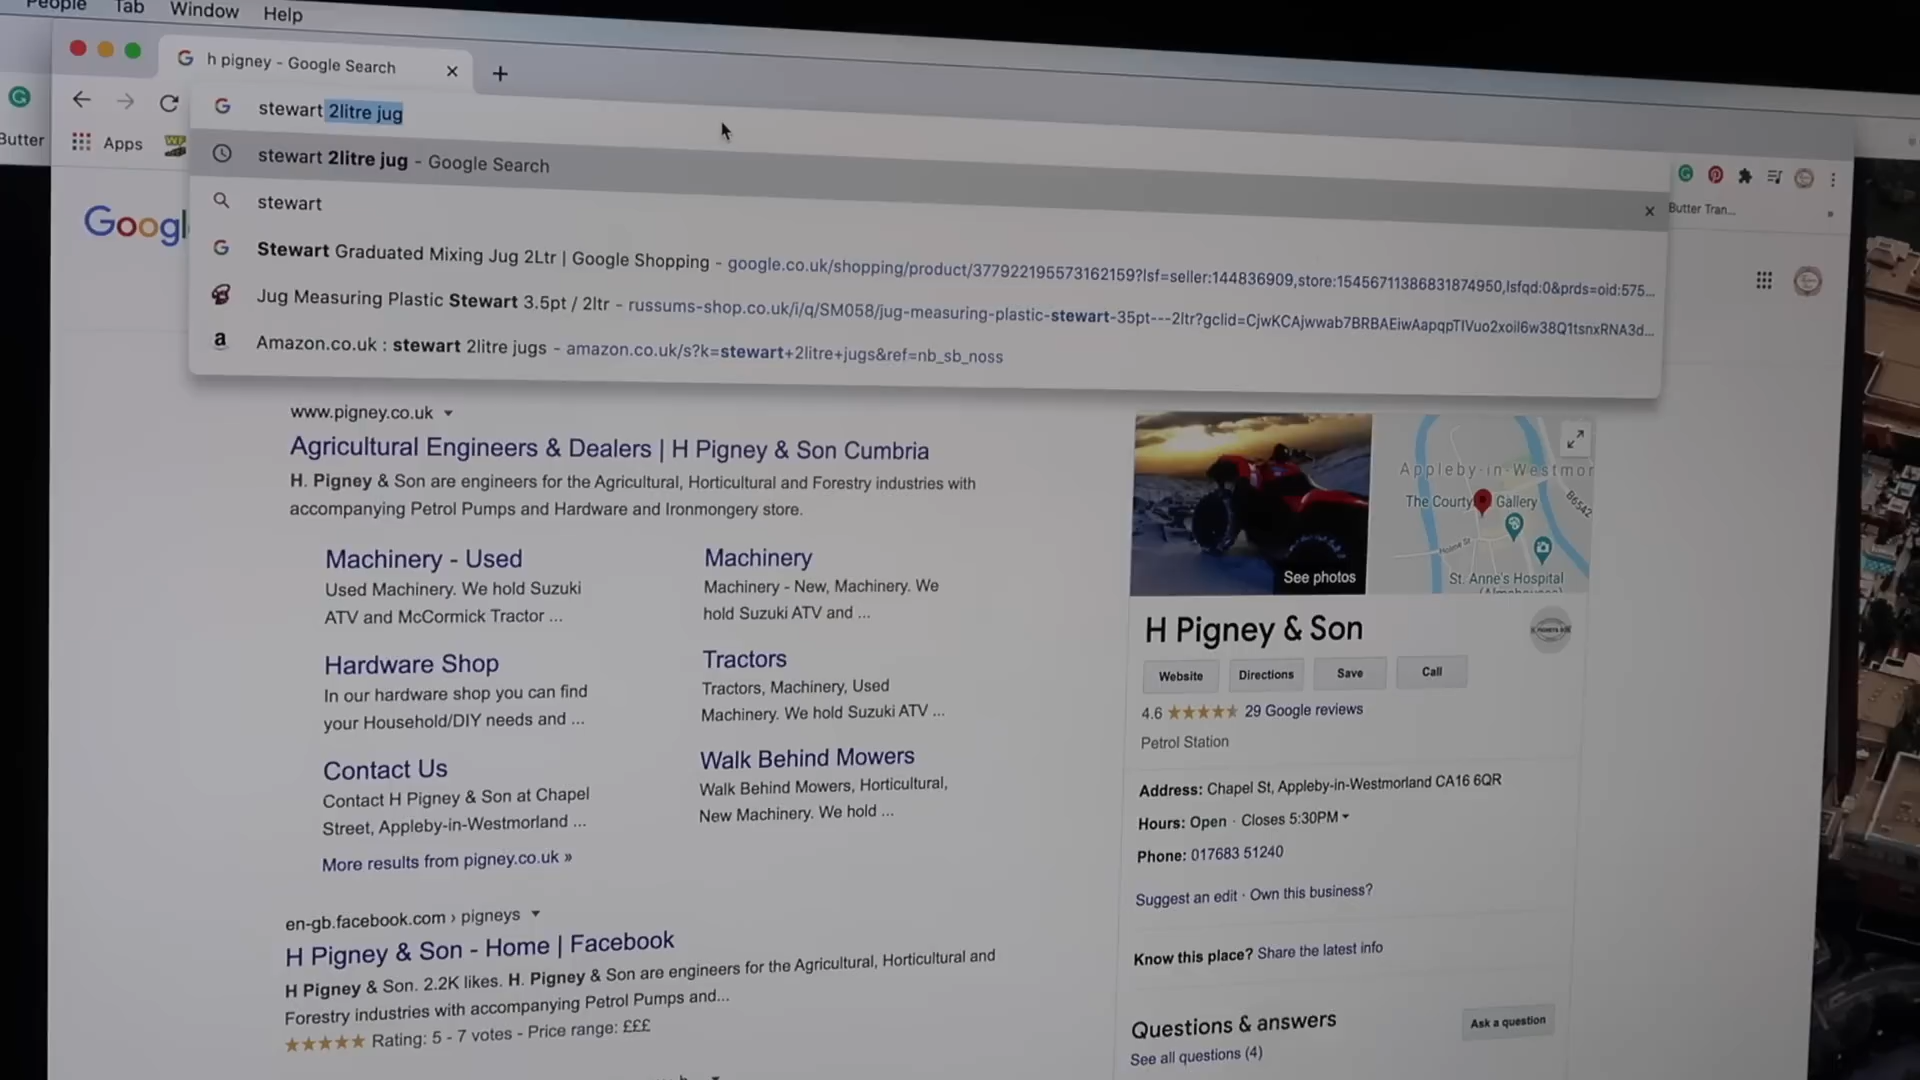 People Tab Window Help
h pigney - Google Search
stewart 2litre jug
Butter
Apps
stewart 2litre jug - Google Search
stewart
Butter Tran...
Stewart Graduated Mixing Jug 2Ltr | Google Shopping - google.co.uk/shopping/product/377922195573162159?lsf=seller:144836909,store:15456711386831874950,lsfqd:0&prds=oid:575...
Jug Measuring Plastic Stewart 3.5pt / 2ltr - russums-shop.co.uk/i/q/SM058/jug-measuring-plastic-stewart-35pt---2ltr?gclid=CjwKCAjwwab7BRBAEiwAapqpTIVuo2xoil6w38Q1tsnxRNA3d...
Amazon.co.uk : stewart 2litre jugs - amazon.co.uk/s?k=stewart+2litre+jugs&ref=nb_sb_noss
Googl
www.pigney.co.uk
Agricultural Engineers & Dealers | H Pigney & Son Cumbria
H. Pigney & Son are engineers for the Agricultural, Horticultural and Forestry industries with
accompanying Petrol Pumps and Hardware and Ironmongery store.
Machinery - Used
Used Machinery. We hold Suzuki
ATV and McCormick Tractor ...
Machinery
Machinery - New, Machinery. We
hold Suzuki ATV and ...
Hardware Shop
In our hardware shop you can find
your Household/DIY needs and ...
Tractors
Tractors, Machinery, Used
Machinery. We hold Suzuki ATV ...
Contact Us
Contact H Pigney & Son at Chapel
Street, Appleby-in-Westmorland ...
Walk Behind Mowers
Walk Behind Mowers, Horticultural,
New Machinery. We hold ...
More results from pigney.co.uk »
en-gb.facebook.com › pigneys
H Pigney & Son - Home | Facebook
H Pigney & Son. 2.2K likes. H. Pigney & Son are engineers for the Agricultural, Horticultural and
Forestry industries with accompanying Petrol Pumps and...
Rating: 5 - 7 votes - Price range: £££
See photos
Appleby-in-Westmor
The County Gallery
B6542
Holme St
St. Anne's Hospital
H Pigney & Son
Website Directions Save Call
4.6 29 Google reviews
Petrol Station
Address: Chapel St, Appleby-in-Westmorland CA16 6QR
Hours: Open · Closes 5:30PM
Phone: 017683 51240
Suggest an edit · Own this business?
Know this place? Share the latest info
Questions & answers
Ask a question
See all questions (4)